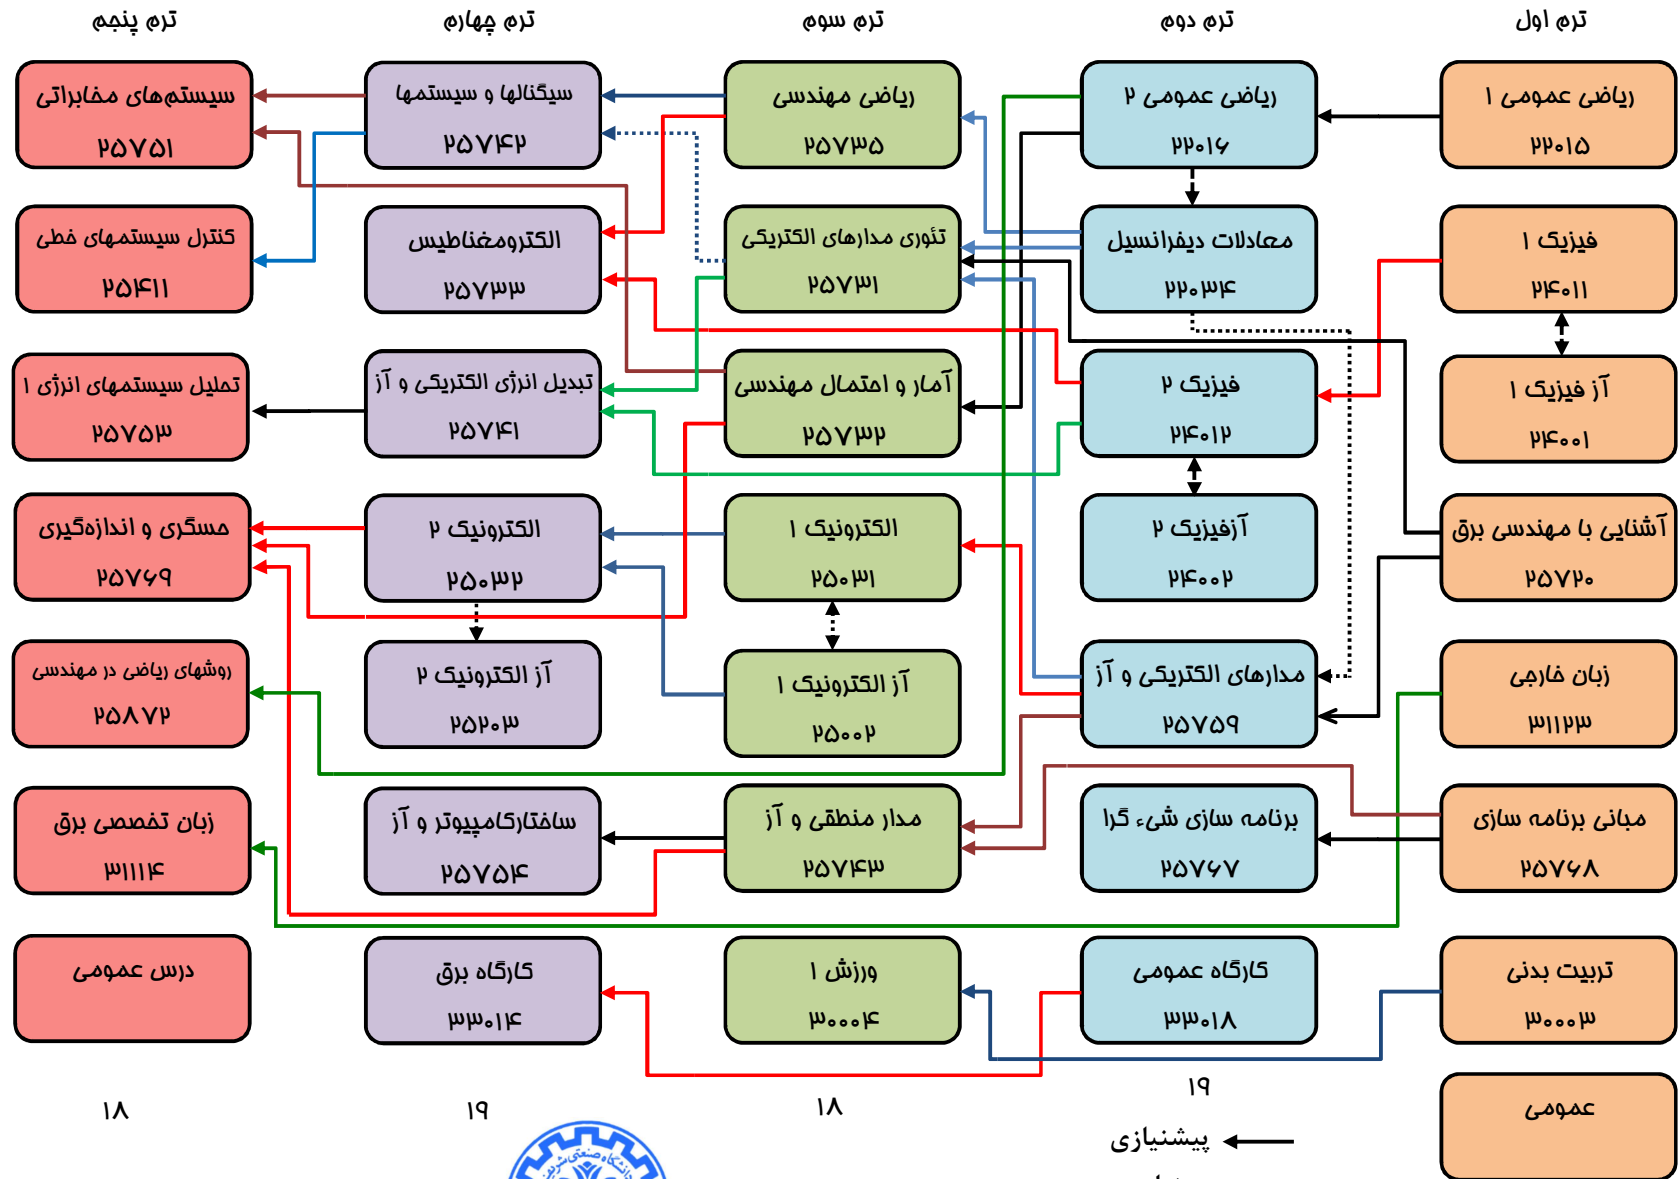 ترم اول
ترم دوم
ترم سوم
ترم چهارم
ترم پنجم
ریاضی عمومی ۱
۲۲۰۱۵
ریاضی عمومی ۲
۲۲۰۱۶
ریاضی مهندسی
۲۵۷۳۵
سیگنالها و سیستمها
۲۵۷۴۲
سیستم‌های مخابراتی
۲۵۷۵۱
فیزیک ۱
۲۴۰۱۱
معادلات دیفرانسیل
۲۲۰۳۴
تئوری مدارهای الکتریکی
۲۵۷۳۱
الکترومغناطیس
۲۵۷۳۳
کنترل سیستمهای خطی
۲۵۴۱۱
آز فیزیک ۱
۲۴۰۰۱
فیزیک ۲
۲۴۰۱۲
آمار و احتمال مهندسی
۲۵۷۳۲
تبدیل انرژی الکتریکی و آز
۲۵۷۴۱
تحلیل سیستمهای انرژی ۱
۲۵۷۵۳
آشنایی با مهندسی برق
۲۵۷۲۰
آزفیزیک ۲
۲۴۰۰۲
الکترونیک ۱
۲۵۰۳۱
الکترونیک ۲
۲۵۰۳۲
حسگری و اندازه‌گیری
۲۵۷۶۹
زبان خارجی
۳۱۱۲۳
مدارهای الکتریکی و آز
۲۵۷۵۹
آز الکترونیک ۱
۲۵۰۰۲
آز الکترونیک ۲
۲۵۲۰۳
روشهای ریاضی در مهندسی
۲۵۸۷۲
مبانی برنامه سازی
۲۵۷۶۸
برنامه سازی شیء گرا
۲۵۷۶۷
مدار منطقی و آز
۲۵۷۴۳
ساختارکامپیوتر و آز
۲۵۷۵۴
زبان تخصصی برق
۳۱۱۱۴
تربیت بدنی
۳۰۰۰۳
کارگاه عمومی
۳۳۰۱۸
ورزش ۱
۳۰۰۰۴
کارگاه برق
۳۳۰۱۴
درس عمومی
عمومی
۱۹
۱۸
۱۹
۱۸
پیشنیازی
دانشگاه صنعتی شریف